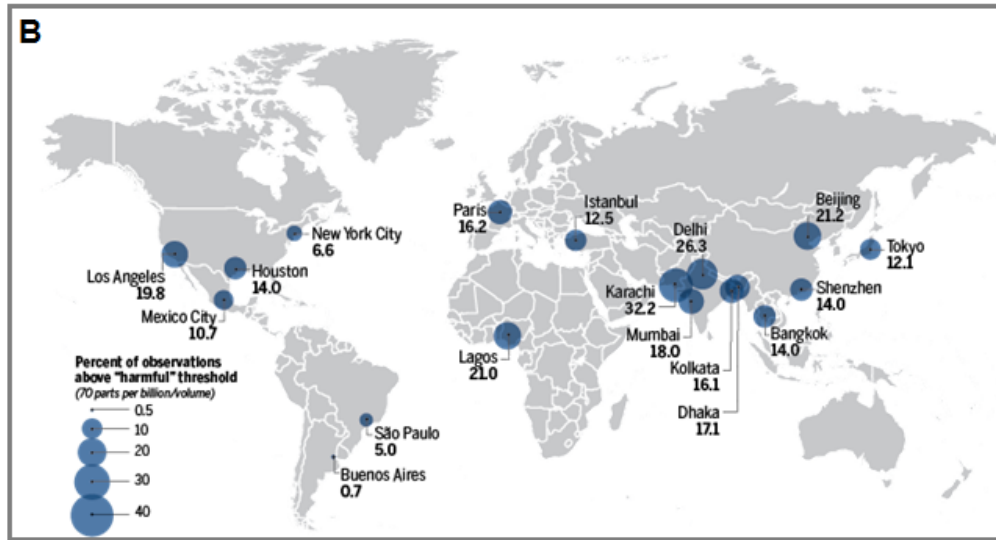 B
Paris
16.2
Istanbul
12.5
Beijing
21.2
Delhi
26.3
New York City
6.6
Tokyo
12.1
Los Angeles
19.8
Houston
14.0
Karachi
32.2
Shenzhen
14.0
Mexico City
10.7
Mumbai
18.0
Bangkok
14.0
Lagos
21.0
Kolkata
16.1
Dhaka
17.1
Percent of observations
above "harmful" threshold
(70 parts per billion/volume)
0.5
10
20
30
40
São Paulo
5.0
Buenos Aires
0.7